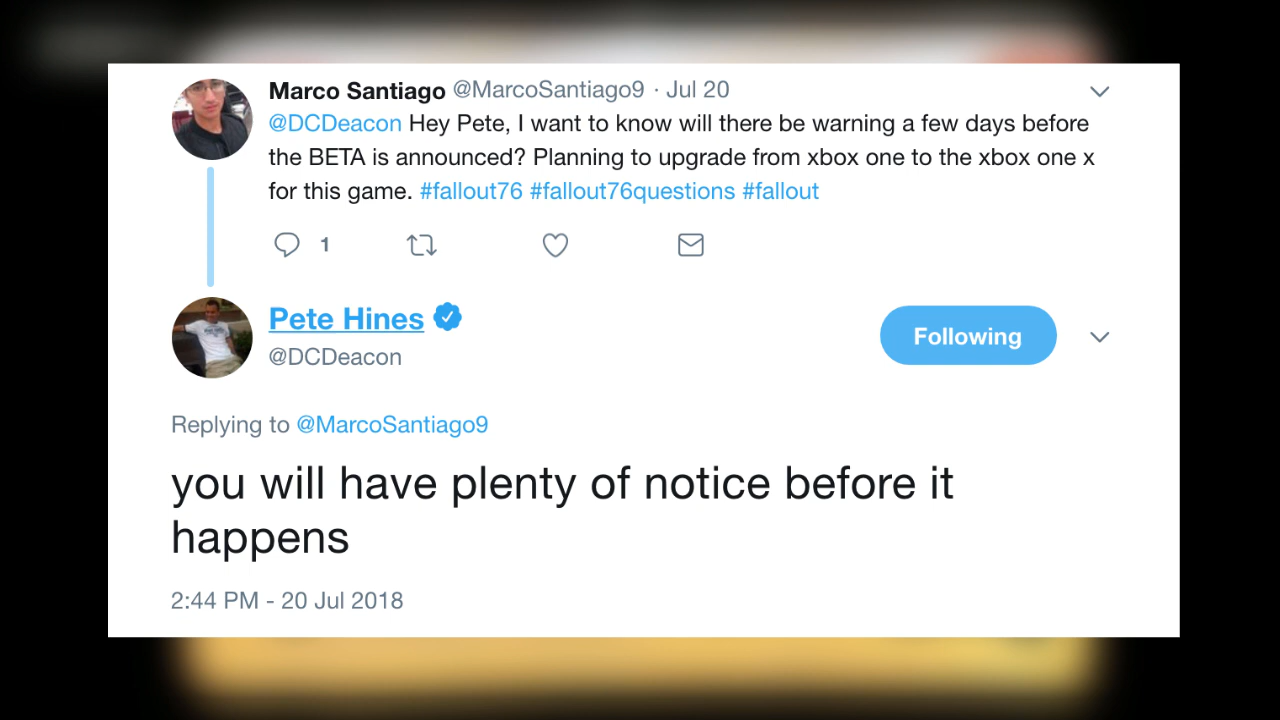 Marco Santiago @MarcoSantiago9 · Jul 20
@DCDeacon Hey Pete, I want to know will there be warning a few days before
the BETA is announced? Planning to upgrade from xbox one to the xbox one x
for this game. #fallout76 #fallout76questions #fallout
1
Pete Hines
Following
@DCDeacon
Replying to @MarcoSantiago9
you will have plenty of notice before it
happens
2:44 PM - 20 Jul 2018